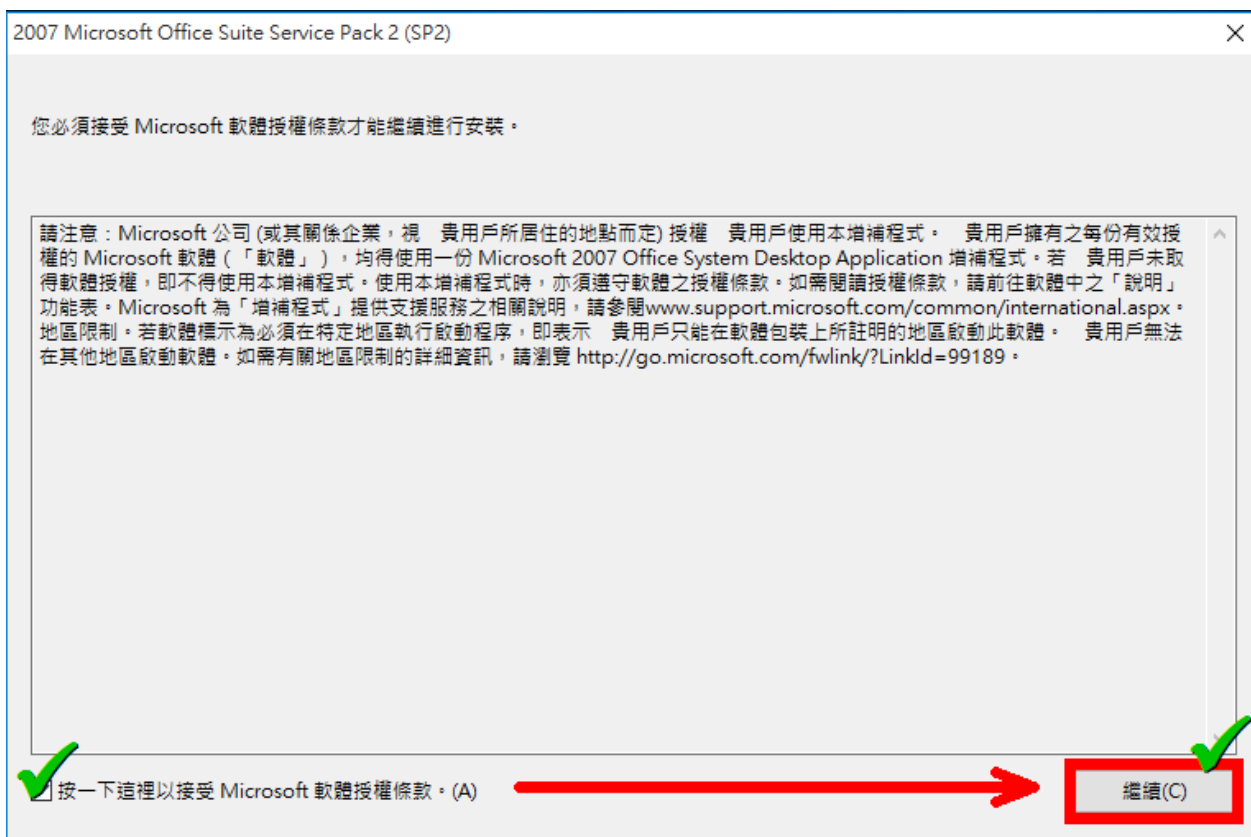 2007 Microsoft Office Suite Service Pack 2 (SP2)
您必須接受 Microsoft 軟體授權條款才能繼續進行安裝。
請注意：Microsoft 公司 (或其關係企業，視　貴用戶所居住的地點而定) 授權　貴用戶使用本增補程式。　貴用戶擁有之每份有效授
權的 Microsoft 軟體（「軟體」），均得使用一份 Microsoft 2007 Office System Desktop Application 增補程式。若　貴用戶未取
得軟體授權，即不得使用本增補程式。使用本增補程式時，亦須遵守軟體之授權條款。如需閱讀授權條款，請前往軟體中之「說明」
功能表。Microsoft 為「增補程式」提供支援服務之相關說明，請參閱www.support.microsoft.com/common/international.aspx。
地區限制。若軟體標示為必須在特定地區執行啟動程序，即表示　貴用戶只能在軟體包裝上所註明的地區啟動此軟體。　貴用戶無法
在其他地區啟動軟體。如需有關地區限制的詳細資訊，請瀏覽 http://go.microsoft.com/fwlink/?LinkId=99189。
按一下這裡以接受 Microsoft 軟體授權條款。(A)
繼續(C)